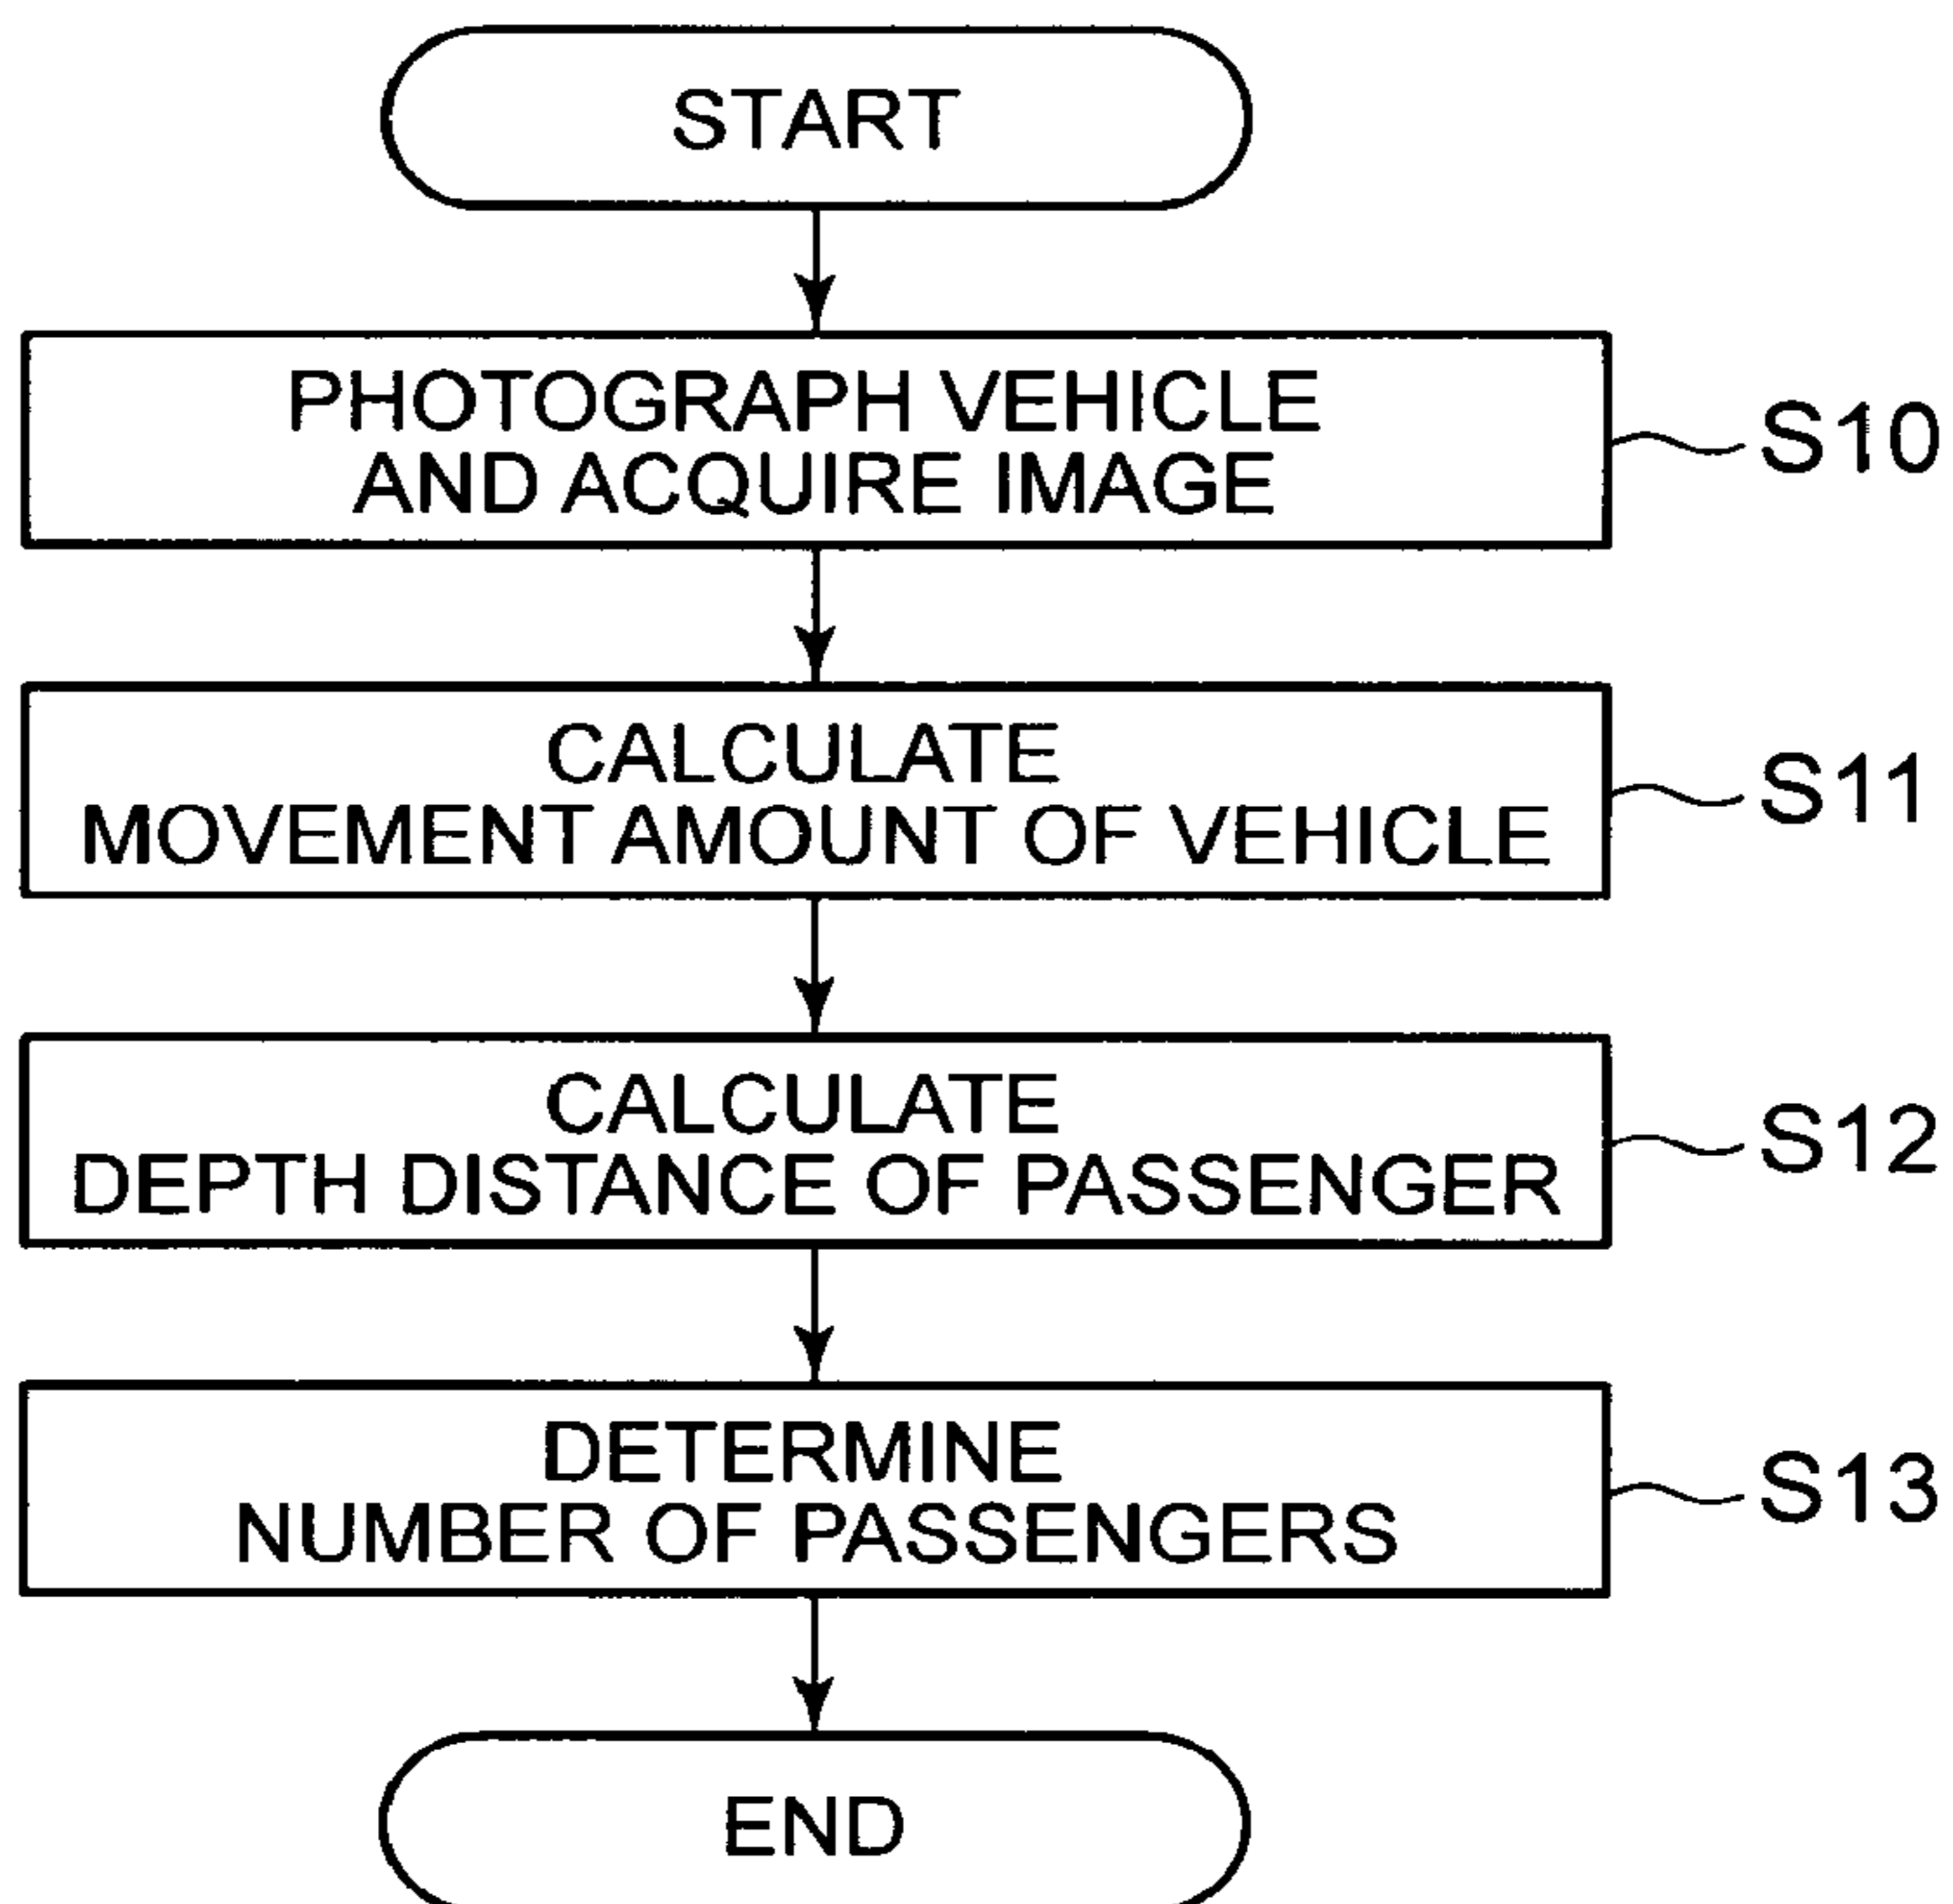 START
PHOTOGRAPH VEHICLE
AND ACQUIRE IMAGE
S10
CALCULATE
MOVEMENT AMOUNT OF VEHICLE
S11
CALCULATE
DEPTH DISTANCE OF PASSENGER
S12
DETERMINE
NUMBER OF PASSENGERS
S13
END